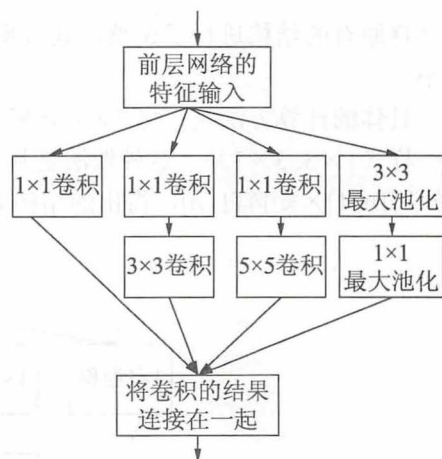 前层网络的
特征输入
1×1卷积
1×1卷积
1×1卷积
3×3
最大池化
3×3卷积
5×5卷积
1×1
最大池化
将卷积的结果
连接在一起